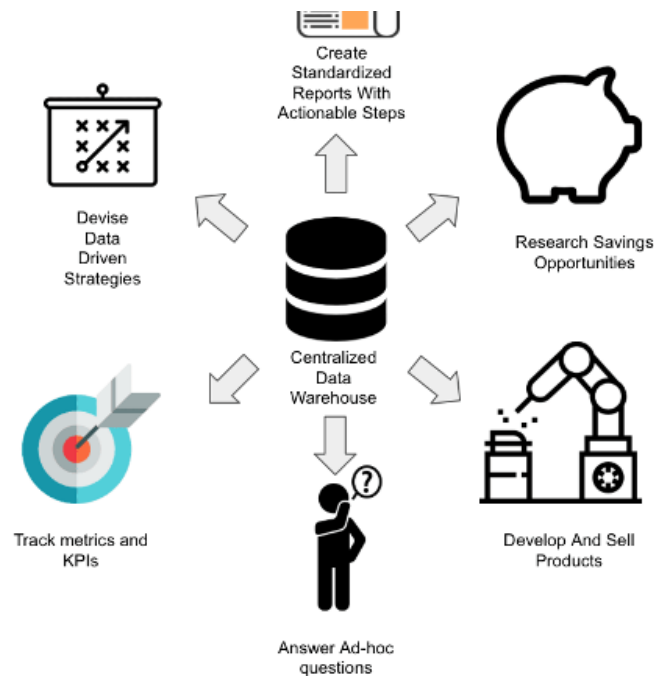 Create
Standardized
Reports With
Actionable Steps
Devise
Data
Driven
Strategies
Research Savings
Opportunities
Centralized
Data
Warehouse
Track metrics and
KPIs
?
Develop And Sell
Products
Answer Ad-hoc
questions